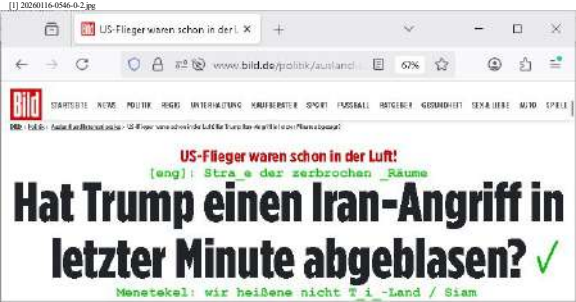 [1] 20260116-0546-0-2.jpg
US-Flieger waren schon in der L
www.bild.de/politik/ausland
67%
Bild STARTSEITE NEWS POLITIK REGIO UNTERHALTUNG KAUFBERATER SPORT FUSSBALL RATGEBER GESUNDHEIT SEX & LIEBE AUTO SPIELE
US-Flieger waren schon in der Luft!
[eng]: Stra_e der zerbrochen _Räume
Hat Trump einen Iran-Angriff in
letzter Minute abgeblasen? ✓
Menetekel: wir heißene nicht T_i_-Land / Siam